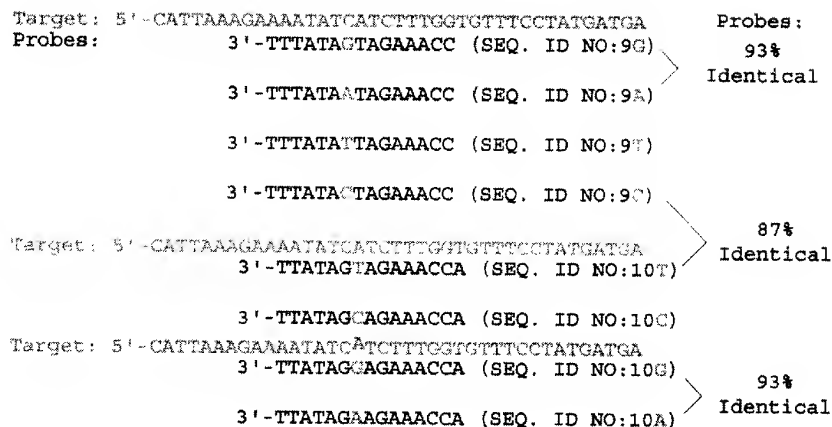 Target: 5'-CATTAAAGAAAATATCATCTTTGGTGTTTCCTATGATGA Probes:
Probes: 3'-TTTATAGTAGAAACC (SEQ. ID NO:9G) 93%
Identical
3'-TTTATAATAGAAACC (SEQ. ID NO:9A)
3'-TTTATATTAGAAACC (SEQ. ID NO:9T)
3'-TTTATACTAGAAACC (SEQ. ID NO:9C)
87%
Target: 5'-CATTAAAGAAAATATCATCTTTGGTGTTTCCTATGATGA Identical
3'-TTATAGTAGAAACCA (SEQ. ID NO:10T)
3'-TTATAGCAGAAACCA (SEQ. ID NO:10C)
Target: 5'-CATTAAAGAAAATATCATCTTTGGTGTTTCCTATGATGA
3'-TTATAGGAGAAACCA (SEQ. ID NO:10G) 93%
Identical
3'-TTATAGAAGAAACCA (SEQ. ID NO:10A)